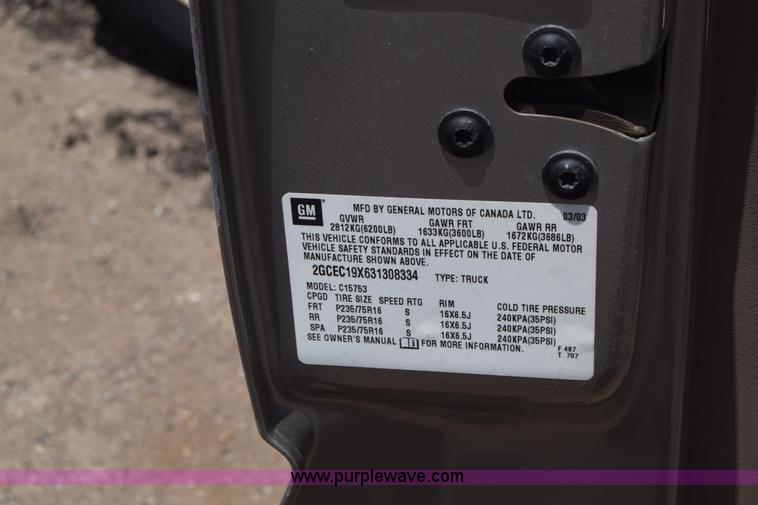 GM
MFD BY GENERAL MOTORS OF CANADA LTD. 03/03
GVWR GAWR FRT GAWR RR
2812KG(6200LB) 1633KG(3600LB) 1672KG(3686LB)
THIS VEHICLE CONFORMS TO ALL APPLICABLE U.S. FEDERAL MOTOR
VEHICLE SAFETY STANDARDS IN EFFECT ON THE DATE OF
MANUFACTURE SHOWN ABOVE.
2GCEC19X631308334 TYPE: TRUCK
MODEL: C15753
CPGD TIRE SIZE SPEED RTG RIM COLD TIRE PRESSURE
FRT P235/75R16 S 16X6.5J 240KPA(35PSI)
RR P235/75R16 S 16X6.5J 240KPA(35PSI)
SPA P235/75R16 S 16X6.5J 240KPA(35PSI)
SEE OWNER'S MANUAL FOR MORE INFORMATION.
F 467
T 707
www.purplewave.com